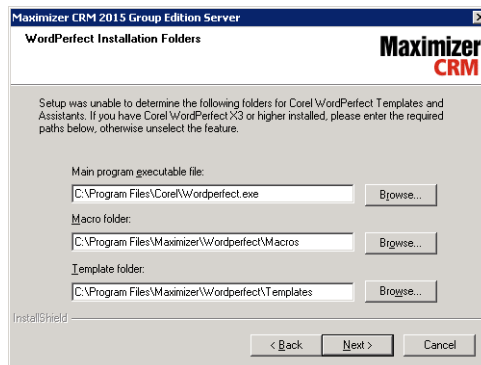 Maximizer CRM 2015 Group Edition Server
WordPerfect Installation Folders
Maximizer
CRM
Setup was unable to determine the following folders for Corel WordPerfect Templates and
Assistants. If you have Corel WordPerfect X3 or higher installed, please enter the required
paths below, otherwise unselect the feature.
Main program executable file:
C:\Program Files\Corel\Wordperfect.exe
Browse...
Macro folder:
C:\Program Files\Maximizer\Wordperfect\Macros
Browse...
Template folder:
C:\Program Files\Maximizer\Wordperfect\Templates
Browse...
InstallShield
< Back Next > Cancel